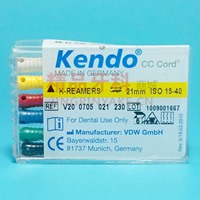 Kendo CC Cord
MADE IN GERMANY
K-REAMERS 21mm ISO 15-40
For Dental Use Only
REF V20 0705 021 230 LOT 1009001667
Manufacturer: VDW GmbH
Bayerwaldstr. 15
81737 Munich, Germany